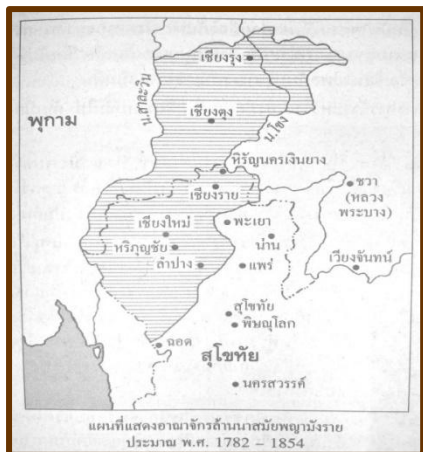 เชียงรุ่ง
น.สาละวิน
พุกาม
เชียงตุง
น.โขง
หิรัญนครเงินยาง
เชียงราย
ชวา
(หลวง
พระบาง)
พะเยา
เชียงใหม่
น่าน
หริภุญชัย
ลำปาง
แพร่
เวียงจันทน์
สุโขทัย
พิษณุโลก
ฉอด
สุโขทัย
นครสวรรค์
แผนที่แสดงอาณาจักรล้านนาสมัยพญามังราย
ประมาณ พ.ศ. 1782 – 1854